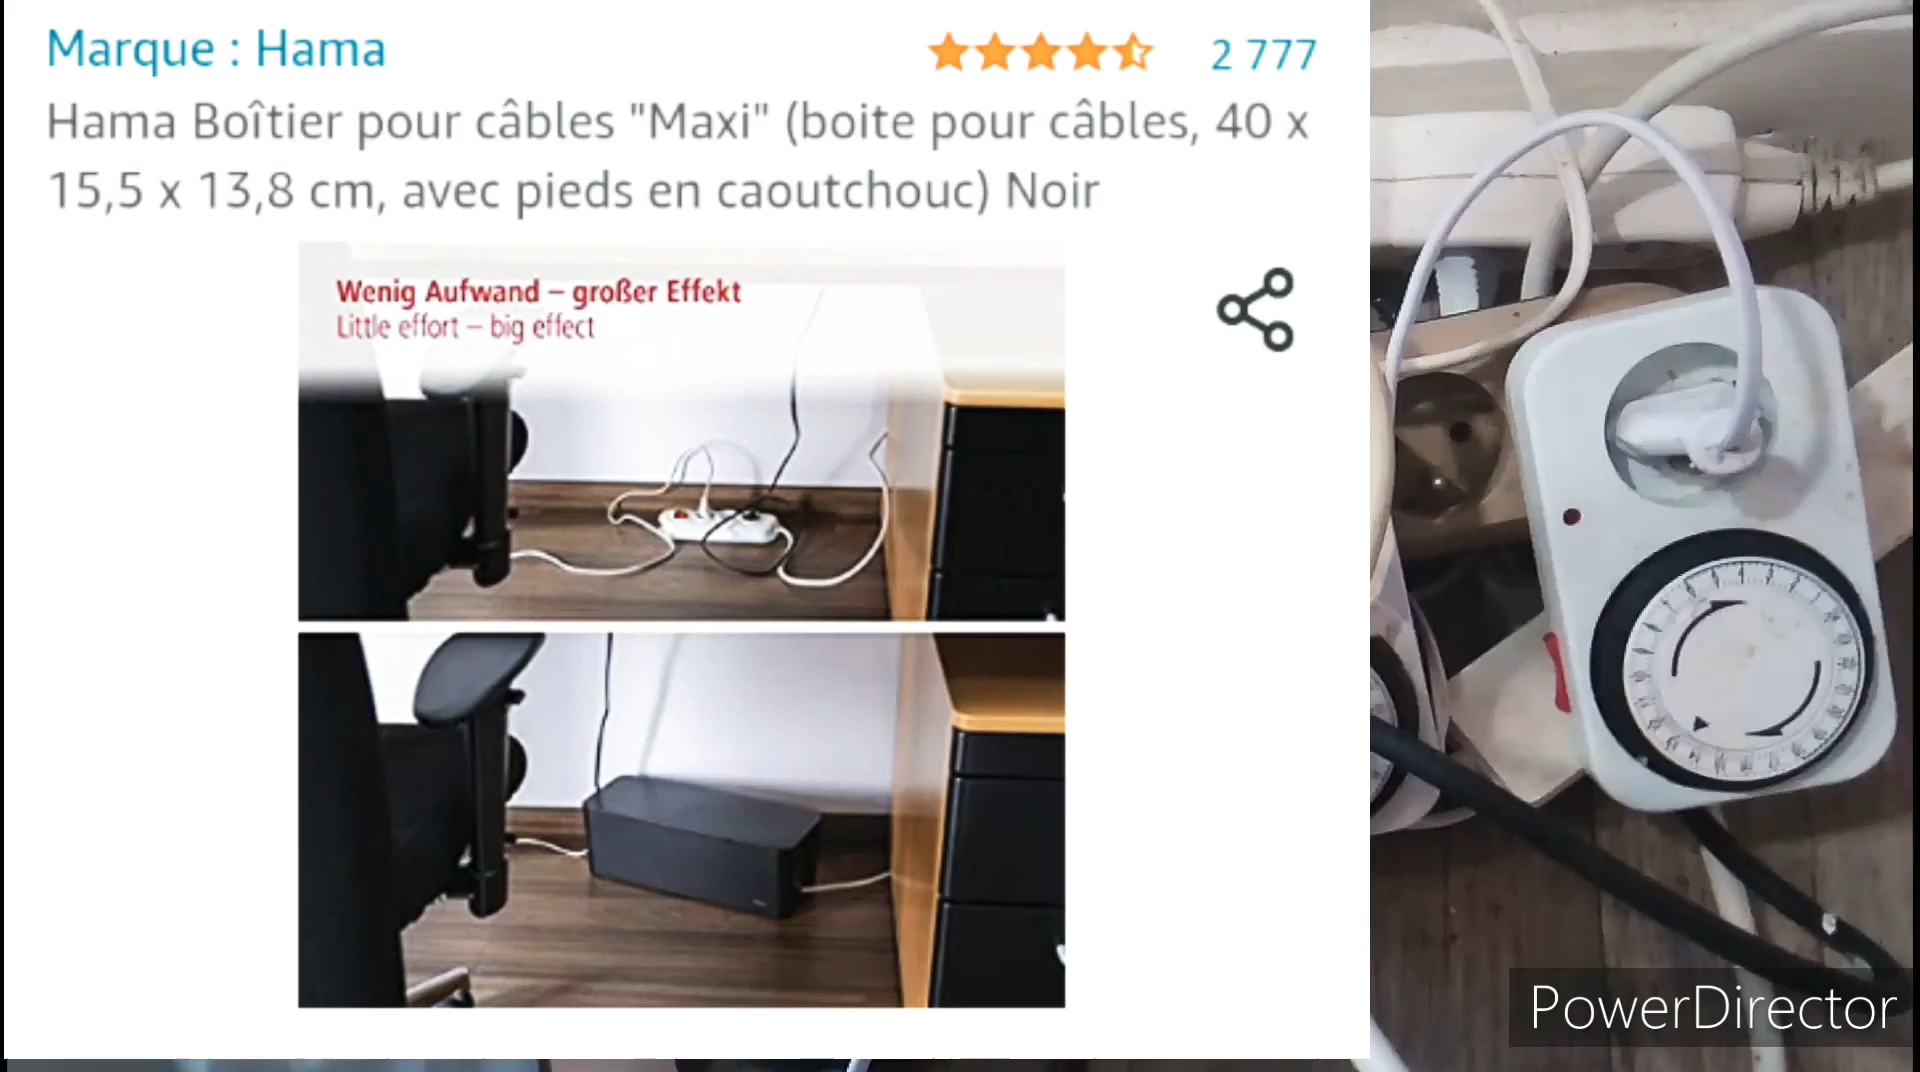 Marque : Hama
2 777
Hama Boîtier pour câbles "Maxi" (boite pour câbles, 40 x
15,5 x 13,8 cm, avec pieds en caoutchouc) Noir
Wenig Aufwand – großer Effekt
Little effort – big effect
PowerDirector